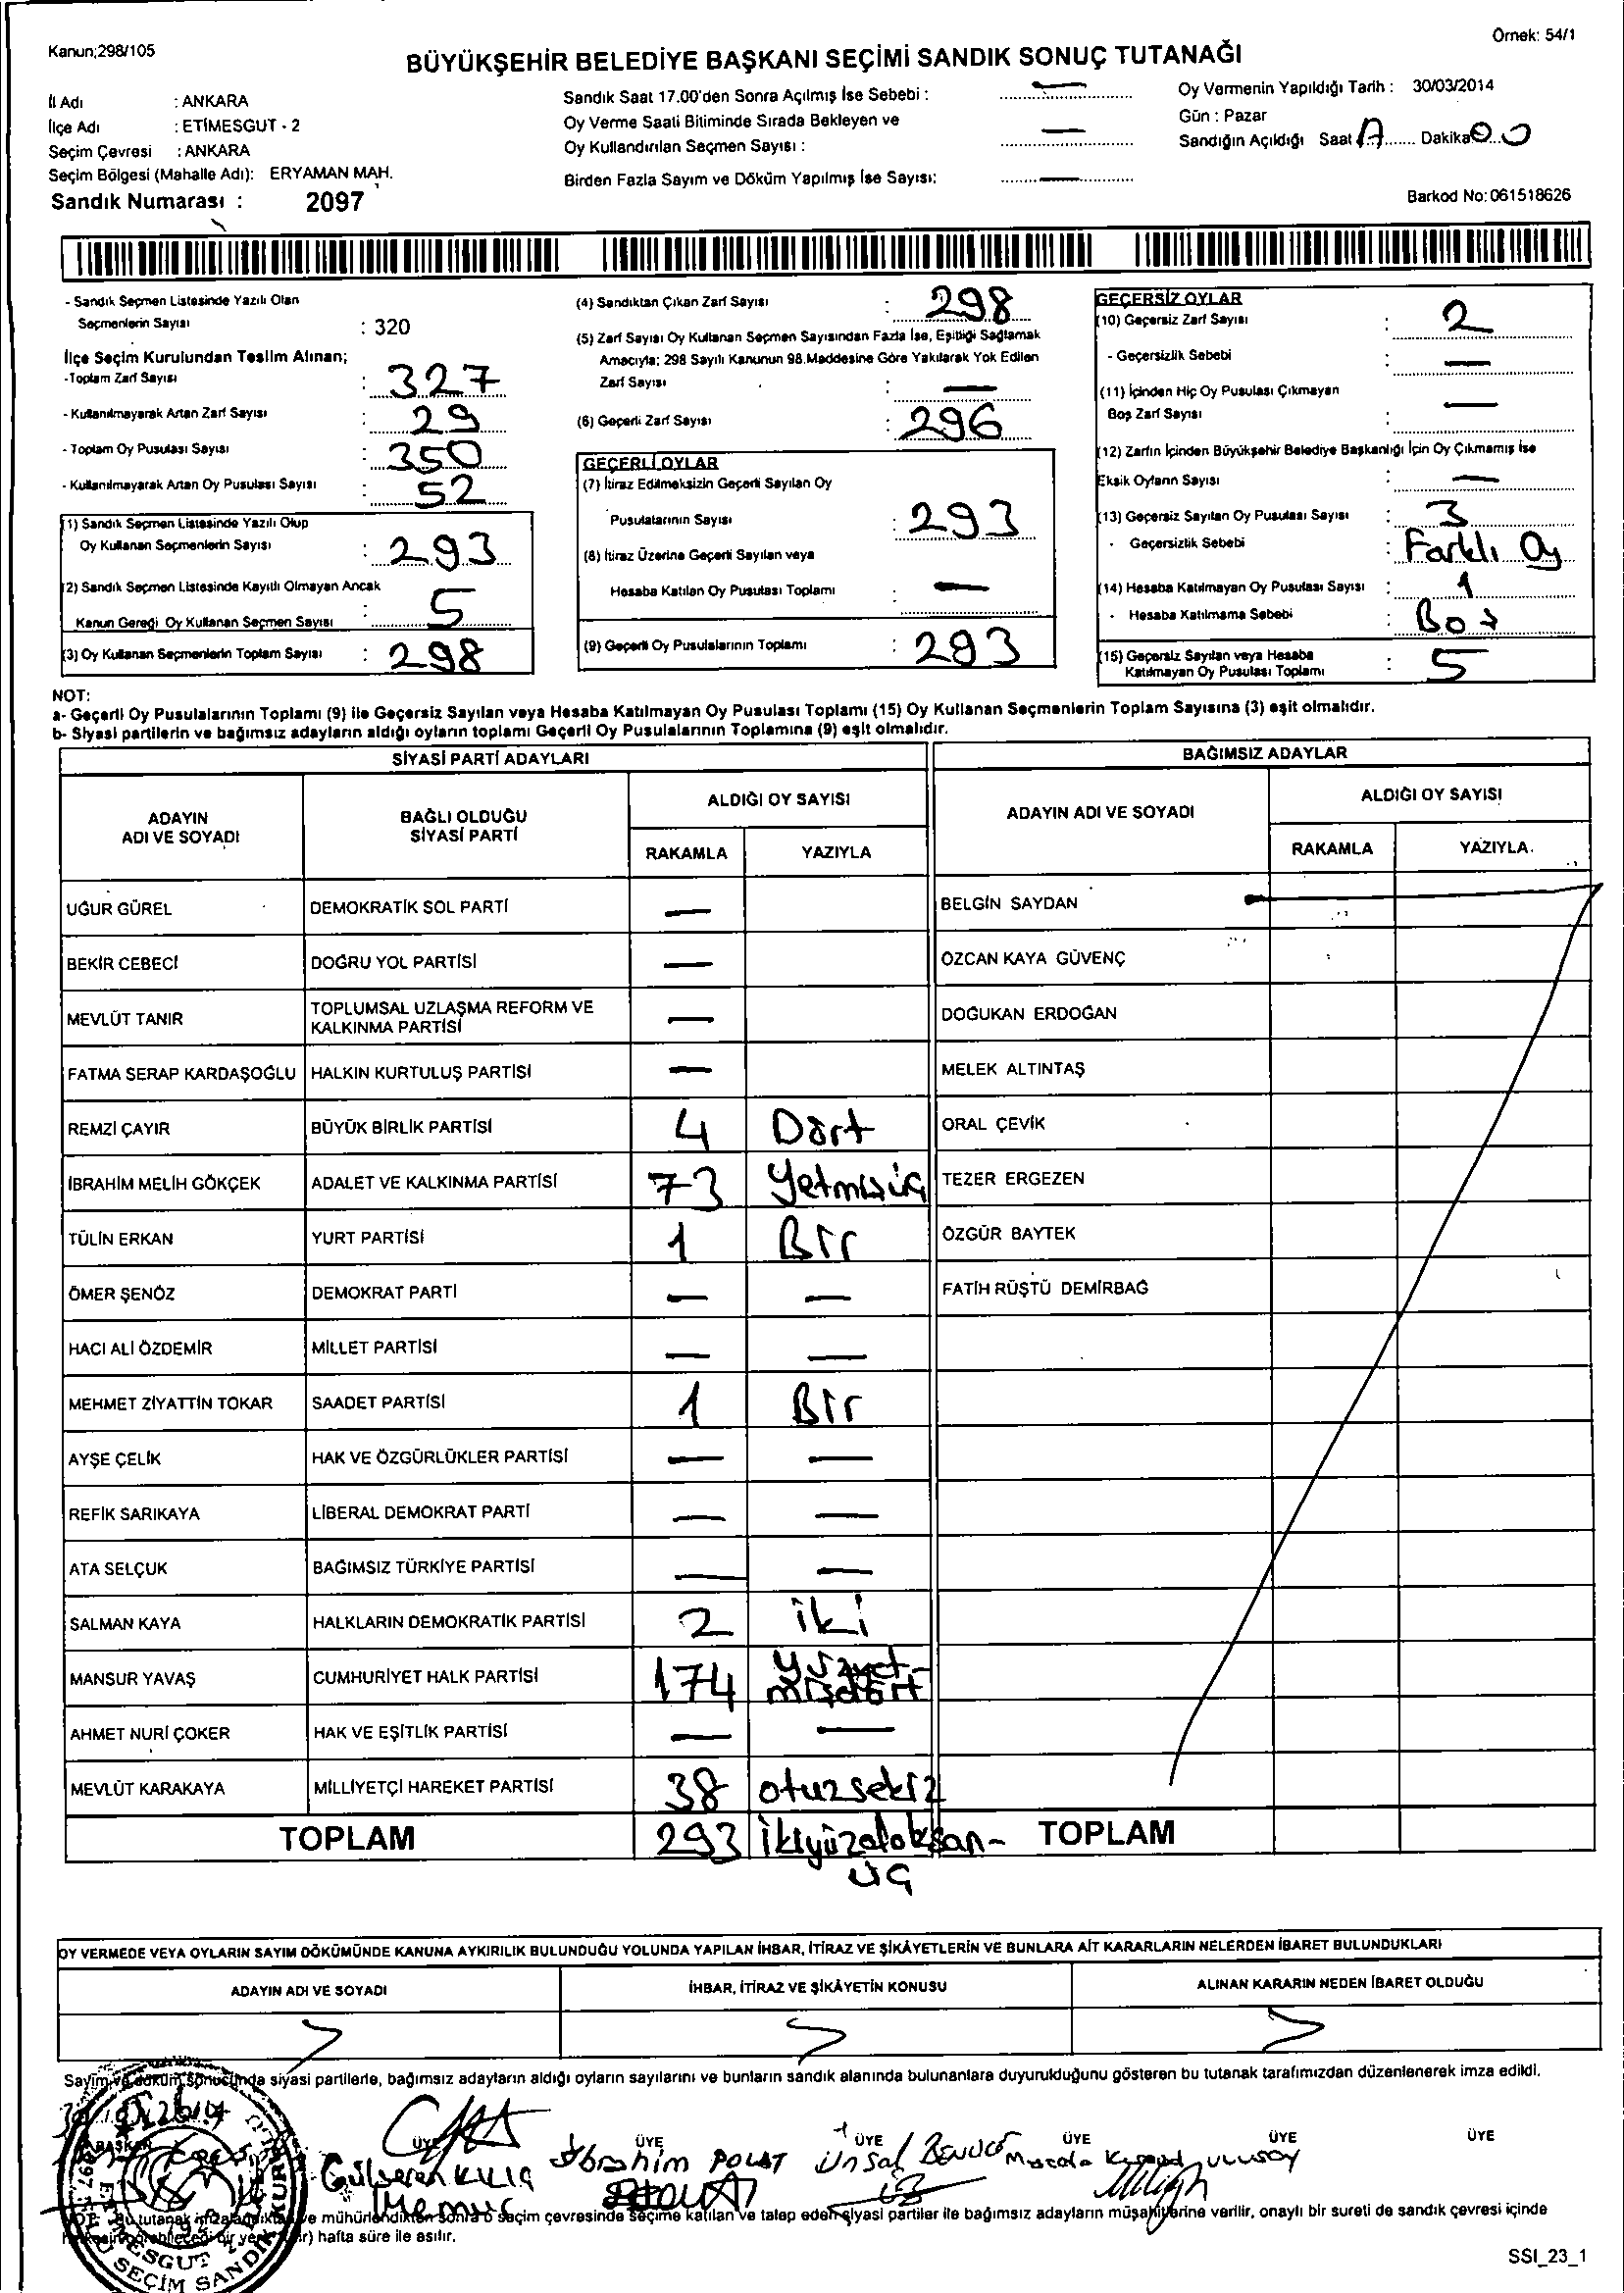 Kanun;298/105
Örnek: 54/1
BÜYÜKŞEHİR BELEDİYE BAŞKANI SEÇİMİ SANDIK SONUÇ TUTANAĞI
İl Adı : ANKARA
İlçe Adı : ETİMESGUT - 2
Seçim Çevresi : ANKARA
Seçim Bölgesi (Mahalle Adı): ERYAMAN MAH.
Sandık Numarası : 2097
Sandık Saat 17.00'den Sonra Açılmış İse Sebebi : —
Oy Verme Saati Bitiminde Sırada Bekleyen ve
Oy Kullandırılan Seçmen Sayısı : —
Birden Fazla Sayım ve Döküm Yapılmış İse Sayısı: —
Oy Vermenin Yapıldığı Tarih : 30/03/2014
Gün : Pazar
Sandığın Açıldığı Saat Dakika 00
Barkod No: 061518626
- Sandık Seçmen Listesinde Yazılı Olan
Seçmenlerin Sayısı : 320
İlçe Seçim Kurulundan Teslim Alınan;
-Toplam Zarf Sayısı : 327
- Kullanılmayarak Artan Zarf Sayısı : 29
- Toplam Oy Pusulası Sayısı : 350
- Kullanılmayarak Artan Oy Pusulası Sayısı : 52
(1) Sandık Seçmen Listesinde Yazılı Olup
Oy Kullanan Seçmenlerin Sayısı : 293
(2) Sandık Seçmen Listesinde Kayıtlı Olmayan Ancak
Kanun Gereği Oy Kullanan Seçmen Sayısı : 5
(3) Oy Kullanan Seçmenlerin Toplam Sayısı : 298
(4) Sandıktan Çıkan Zarf Sayısı : 298
(5) Zarf Sayısı Oy Kullanan Seçmen Sayısından Fazla İse, Eşitliği Sağlamak
Amacıyla; 298 Sayılı Kanunun 98.Maddesine Göre Yakılarak Yok Edilen
Zarf Sayısı : —
(6) Geçerli Zarf Sayısı : 296
GEÇERLİ OYLAR
(7) İtiraz Edilmeksizin Geçerli Sayılan Oy
Pusulalarının Sayısı : 293
(8) İtiraz Üzerine Geçerli Sayılan veya
Hesaba Katılan Oy Pusulası Toplamı : —
(9) Geçerli Oy Pusulalarının Toplamı : 293
GEÇERSİZ OYLAR
(10) Geçersiz Zarf Sayısı : 2
- Geçersizlik Sebebi : —
(11) İçinden Hiç Oy Pusulası Çıkmayan
Boş Zarf Sayısı : —
(12) Zarfın İçinden Büyükşehir Belediye Başkanlığı İçin Oy Çıkmamış İse
Eksik Oyların Sayısı : —
(13) Geçersiz Sayılan Oy Pusulası Sayısı : 3
- Geçersizlik Sebebi : Farklı Oy
(14) Hesaba Katılmayan Oy Pusulası Sayısı : 1
- Hesaba Katılmama Sebebi : Boş
(15) Geçersiz Sayılan veya Hesaba
Katılmayan Oy Pusulası Toplamı : 5
NOT:
a- Geçerli Oy Pusulalarının Toplamı (9) ile Geçersiz Sayılan veya Hesaba Katılmayan Oy Pusulası Toplamı (15) Oy Kullanan Seçmenlerin Toplam Sayısına (3) eşit olmalıdır.
b- Siyasi partilerin ve bağımsız adayların aldığı oyların toplamı Geçerli Oy Pusulalarının Toplamına (9) eşit olmalıdır.
SİYASİ PARTİ ADAYLARI
BAĞIMSIZ ADAYLAR
ADAYIN
ADI VE SOYADI
BAĞLI OLDUĞU
SİYASİ PARTİ
ALDIĞI OY SAYISI
RAKAMLA YAZIYLA
ADAYIN ADI VE SOYADI
ALDIĞI OY SAYISI
RAKAMLA YAZIYLA
UĞUR GÜREL DEMOKRATİK SOL PARTİ — BELGİN SAYDAN
BEKİR CEBECİ DOĞRU YOL PARTİSİ — ÖZCAN KAYA GÜVENÇ
MEVLÜT TANIR TOPLUMSAL UZLAŞMA REFORM VE
KALKINMA PARTİSİ — DOĞUKAN ERDOĞAN
FATMA SERAP KARDAŞOĞLU HALKIN KURTULUŞ PARTİSİ — MELEK ALTINTAŞ
REMZİ ÇAYIR BÜYÜK BİRLİK PARTİSİ 4 Dört ORAL ÇEVİK
İBRAHİM MELİH GÖKÇEK ADALET VE KALKINMA PARTİSİ 73 Yetmişüç TEZER ERGEZEN
TÜLİN ERKAN YURT PARTİSİ 1 Bir ÖZGÜR BAYTEK
ÖMER ŞENÖZ DEMOKRAT PARTİ — — FATİH RÜŞTÜ DEMİRBAĞ
HACI ALİ ÖZDEMİR MİLLET PARTİSİ — —
MEHMET ZİYATTİN TOKAR SAADET PARTİSİ 1 Bir
AYŞE ÇELİK HAK VE ÖZGÜRLÜKLER PARTİSİ — —
REFİK SARIKAYA LİBERAL DEMOKRAT PARTİ — —
ATA SELÇUK BAĞIMSIZ TÜRKİYE PARTİSİ — —
SALMAN KAYA HALKLARIN DEMOKRATİK PARTİSİ 2 iki
MANSUR YAVAŞ CUMHURİYET HALK PARTİSİ 174 yüzyet-
mişdört
AHMET NURİ ÇOKER HAK VE EŞİTLİK PARTİSİ — —
MEVLÜT KARAKAYA MİLLİYETÇİ HAREKET PARTİSİ 38 otuzsekiz
TOPLAM 293 ikiyüzdoksan- TOPLAM
üç
OY VERMEDE VEYA OYLARIN SAYIM DÖKÜMÜNDE KANUNA AYKIRILIK BULUNDUĞU YOLUNDA YAPILAN İHBAR, İTİRAZ VE ŞİKÂYETLERİN VE BUNLARA AİT KARARLARIN NELERDEN İBARET BULUNDUKLARI
ADAYIN ADI VE SOYADI İHBAR, İTİRAZ VE ŞİKÂYETİN KONUSU ALINAN KARARIN NEDEN İBARET OLDUĞU
Sayım ve döküm sonucunda siyasi partilerle, bağımsız adayların aldığı oyların sayılarını ve bunların sandık alanında bulunanlara duyurulduğunu gösteren bu tutanak tarafımızdan düzenlenerek imza edildi.
BAŞKAN ÜYE ÜYE ÜYE ÜYE ÜYE ÜYE
Gülseren KILIÇ İbrahim POLAT Ünsal
Memur
Bu tutanak ve mühürlendikten sonra o seçim çevresinde seçime katılan ve talep eden siyasi partiler ile bağımsız adayların müşahitlerine verilir, onaylı bir sureti de sandık çevresi içinde
hafta süre ile asılır.
SSI_23_1